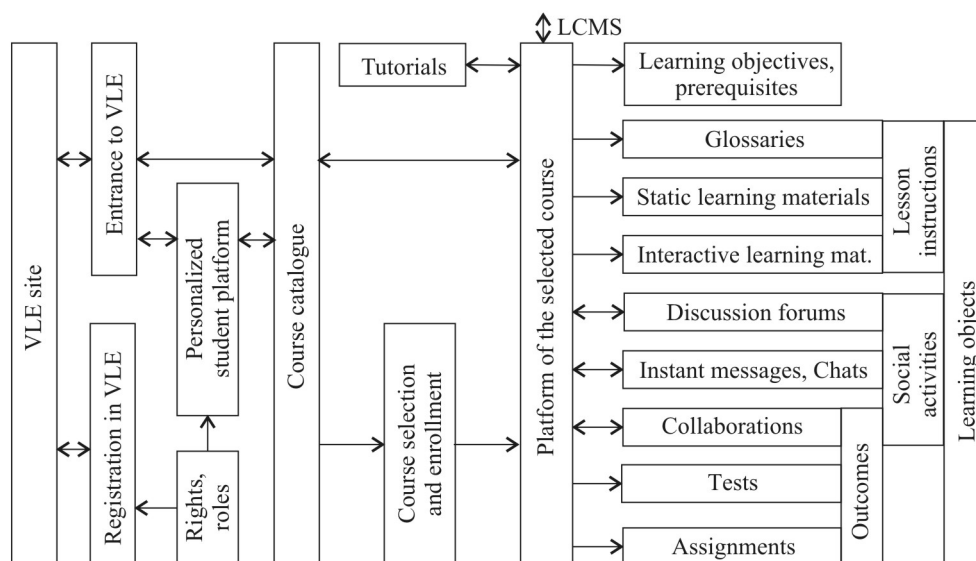 LCMS
VLE site
Entrance to VLE
Registration in VLE
Personalized
student platform
Rights,
roles
Course catalogue
Tutorials
Course selection
and enrollment
Platform of the selected course
Learning objectives,
prerequisites
Glossaries
Static learning materials
Interactive learning mat.
Discussion forums
Instant messages, Chats
Collaborations
Tests
Assignments
Outcomes
Lesson
instructions
Social
activities
Learning objects